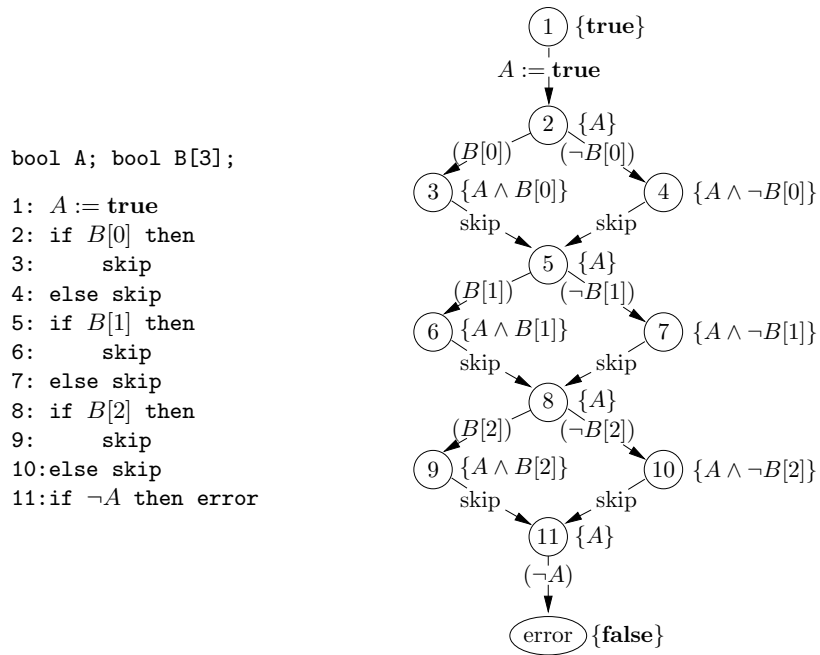 bool A; bool B[3];
1: A := true
2: if B[0] then
3: skip
4: else skip
5: if B[1] then
6: skip
7: else skip
8: if B[2] then
9: skip
10:else skip
11:if ¬A then error
1 {true}
A := true
2 {A}
(B[0]) (¬B[0])
3 {A ∧ B[0]} 4 {A ∧ ¬B[0]}
skip skip
5 {A}
(B[1]) (¬B[1])
6 {A ∧ B[1]} 7 {A ∧ ¬B[1]}
skip skip
8 {A}
(B[2]) (¬B[2])
9 {A ∧ B[2]} 10 {A ∧ ¬B[2]}
skip skip
11 {A}
(¬A)
error {false}